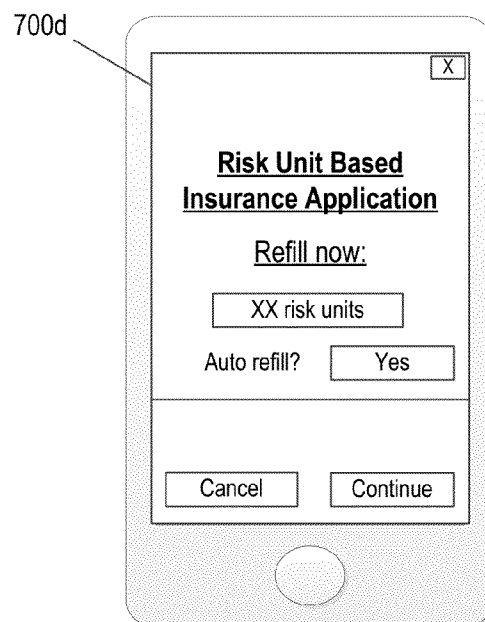 700d
X
Risk Unit Based
Insurance Application
Refill now:
XX risk units
Auto refill? Yes
Cancel Continue